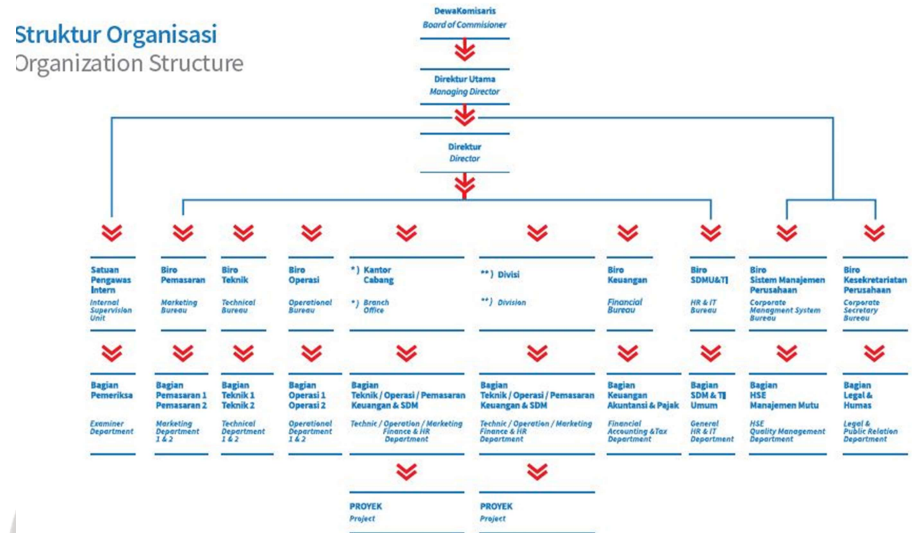 Struktur Organisasi
Organization Structure
DewaKomisaris
Board of Commisioner
Direktur Utama
Managing Director
Direktur
Director
Satuan
Pengawas
Intern
Internal
Supervision
Unit
Biro
Pemasaran
Marketing
Bureau
Biro
Teknik
Technical
Bureau
Biro
Operasi
Operational
Bureau
*) Kantor
Cabang
*) Branch
Office
**) Divisi
**) Division
Biro
Keuangan
Financial
Bureau
Biro
SDMU&TI
HR & IT
Bureau
Biro
Sistem Manajemen
Perusahaan
Corporate
Managment System
Bureau
Biro
Kesekretariatan
Perusahaan
Corporate
Secretary
Bureau
Bagian
Pemeriksa
Examiner
Department
Bagian
Pemasaran 1
Pemasaran 2
Marketing
Department
1 & 2
Bagian
Teknik 1
Teknik 2
Technical
Department
1 & 2
Bagian
Operasi 1
Operasi 2
Operational
Department
1 & 2
Bagian
Teknik / Operasi / Pemasaran
Keuangan & SDM
Technic / Operation / Marketing
Finance & HR
Department
Bagian
Teknik / Operasi / Pemasaran
Keuangan & SDM
Technic / Operation / Marketing
Finance & HR
Department
Bagian
Keuangan
Akuntansi & Pajak
Financial
Accounting &Tax
Department
Bagian
SDM & TI
Umum
General
HR & IT
Department
Bagian
HSE
Manajemen Mutu
HSE
Quality Management
Department
Bagian
Legal &
Humas
Legal &
Public Relation
Department
PROYEK
Project
PROYEK
Project